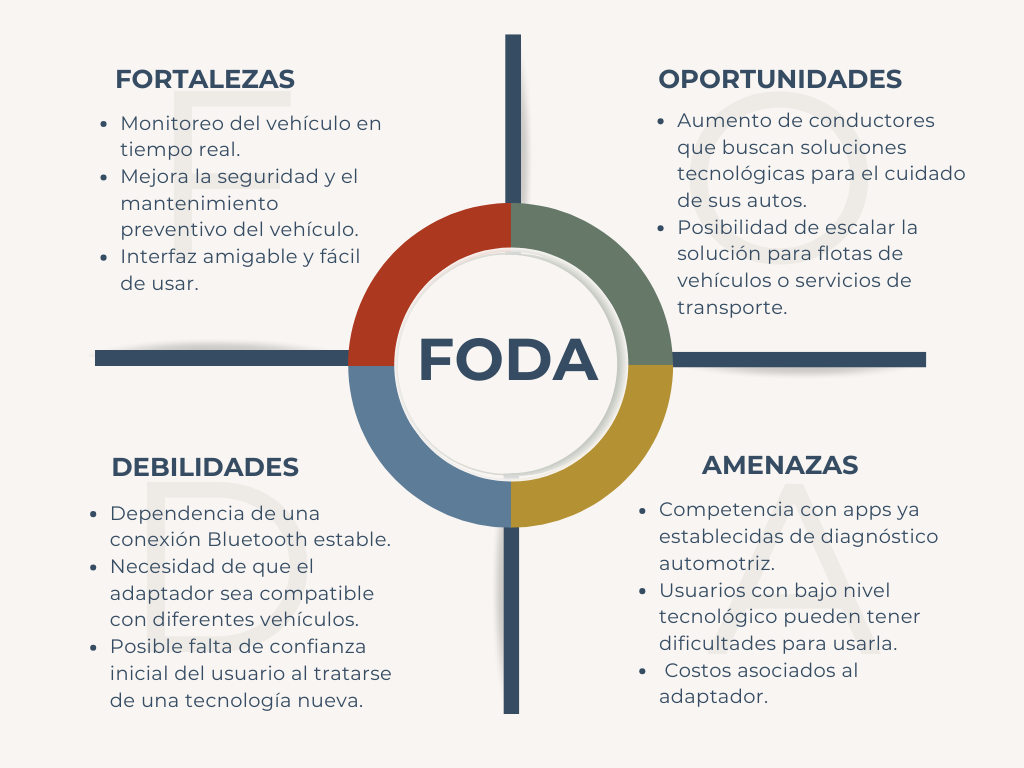 FORTALEZAS
• Monitoreo del vehículo en
tiempo real.
• Mejora la seguridad y el
mantenimiento
preventivo del vehículo.
• Interfaz amigable y fácil
de usar.
OPORTUNIDADES
• Aumento de conductores
que buscan soluciones
tecnológicas para el cuidado
de sus autos.
• Posibilidad de escalar la
solución para flotas de
vehículos o servicios de
transporte.
FODA
DEBILIDADES
• Dependencia de una
conexión Bluetooth estable.
• Necesidad de que el
adaptador sea compatible
con diferentes vehículos.
• Posible falta de confianza
inicial del usuario al tratarse
de una tecnología nueva.
AMENAZAS
• Competencia con apps ya
establecidas de diagnóstico
automotriz.
• Usuarios con bajo nivel
tecnológico pueden tener
dificultades para usarla.
• Costos asociados al
adaptador.
F
O
D
A